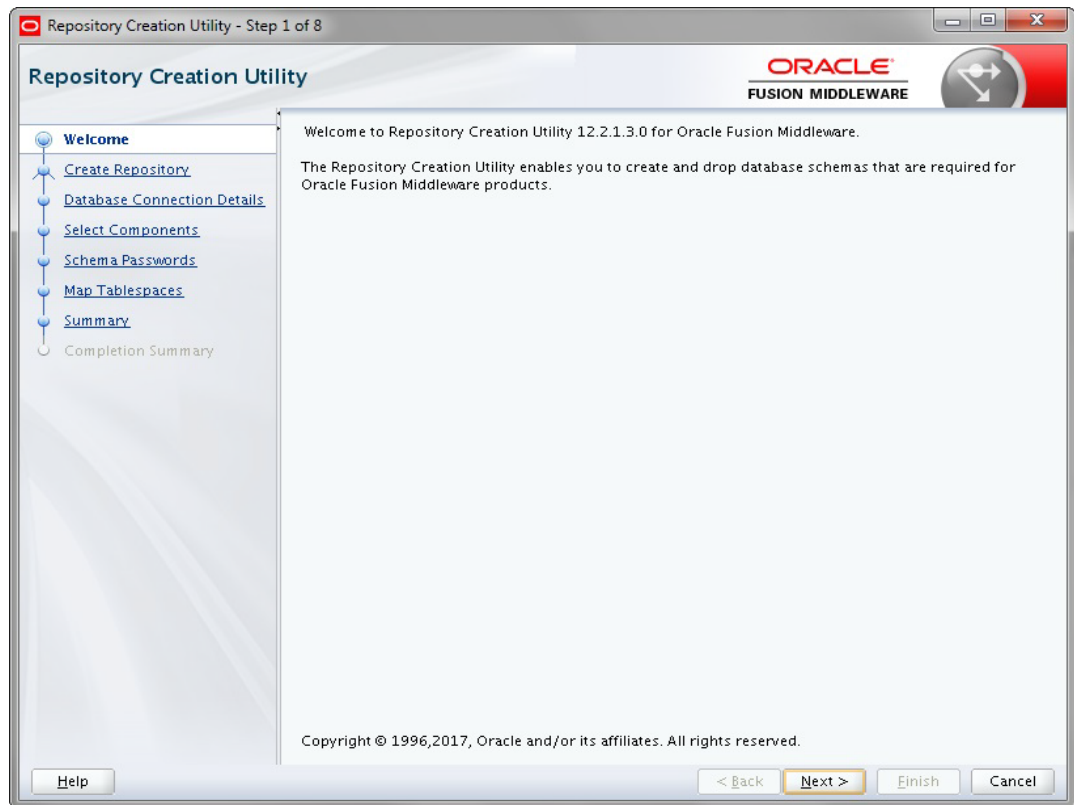 Repository Creation Utility - Step 1 of 8
Repository Creation Utility
ORACLE
FUSION MIDDLEWARE
Welcome
Create Repository
Database Connection Details
Select Components
Schema Passwords
Map Tablespaces
Summary
Completion Summary
Welcome to Repository Creation Utility 12.2.1.3.0 for Oracle Fusion Middleware.
The Repository Creation Utility enables you to create and drop database schemas that are required for
Oracle Fusion Middleware products.
Copyright © 1996,2017, Oracle and/or its affiliates. All rights reserved.
Help
< Back
Next >
Finish
Cancel